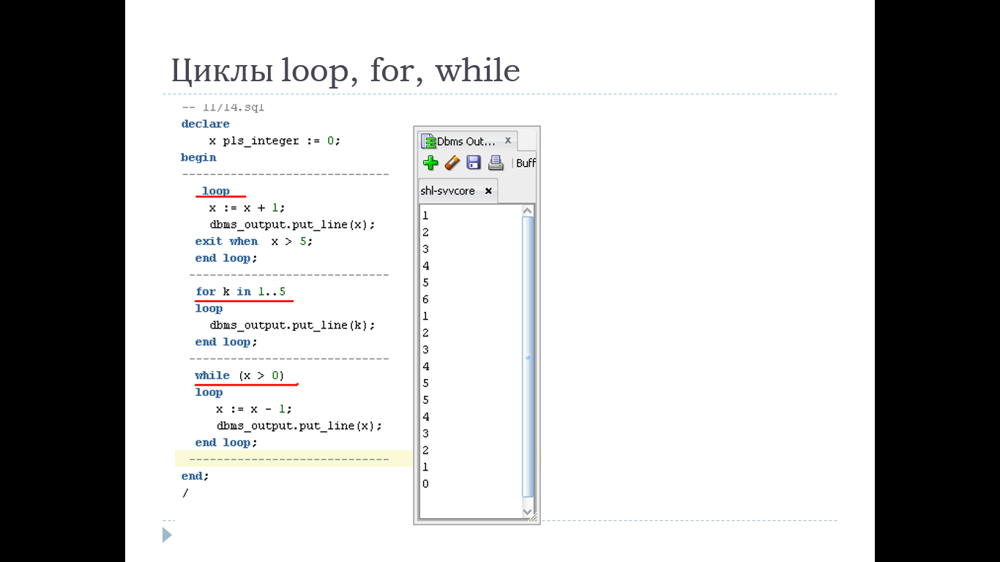 Циклы loop, for, while
-- 11/14.sql
declare
x pls_integer := 0;
begin
------------------------------
loop
x := x + 1;
dbms_output.put_line(x);
exit when x > 5;
end loop;
-----------------------------
for k in 1..5
loop
dbms_output.put_line(k);
end loop;
-----------------------------
while (x > 0)
loop
x := x - 1;
dbms_output.put_line(x);
end loop;
-----------------------------
end;
/
Dbms Out...
Buff
shl-svvcore
1
2
3
4
5
6
1
2
3
4
5
5
4
3
2
1
0